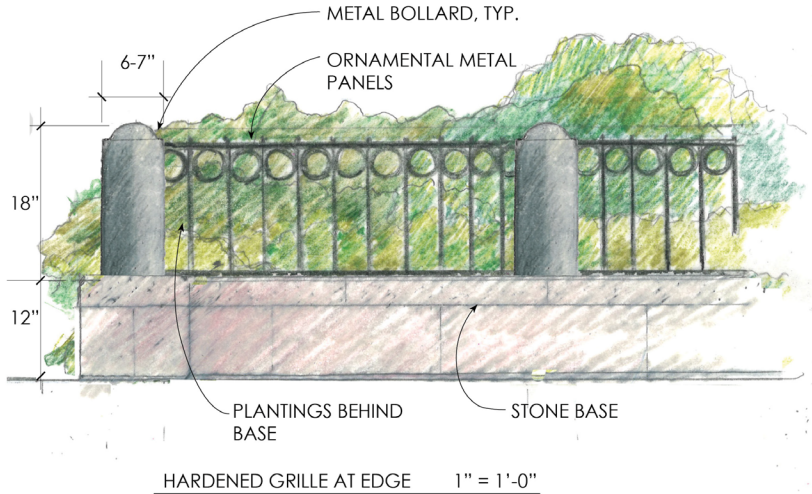 METAL BOLLARD, TYP.
6-7”
ORNAMENTAL METAL
PANELS
18”
12”
PLANTINGS BEHIND
BASE
STONE BASE
HARDENED GRILLE AT EDGE 1” = 1’-0”